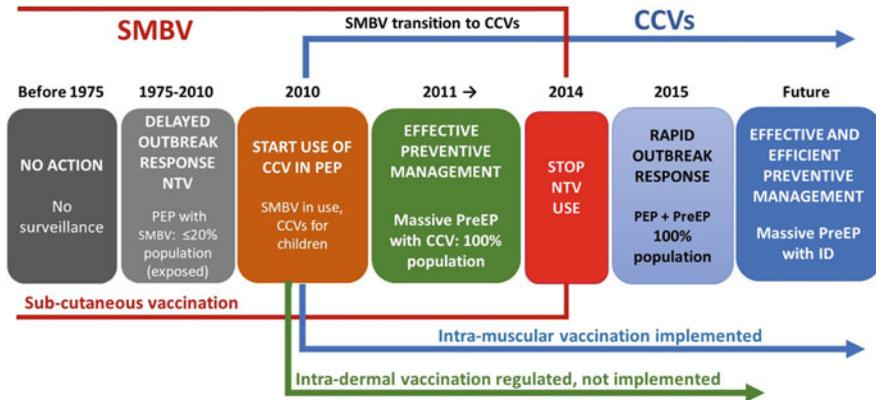 SMBV
SMBV transition to CCVs
CCVs
Before 1975
1975-2010
2010
2011 →
2014
2015
Future
NO ACTION
No
surveillance
DELAYED
OUTBREAK
RESPONSE
NTV
PEP with
SMBV: ≤20%
population
(exposed)
START USE OF
CCV IN PEP
SMBV in use,
CCVs for
children
EFFECTIVE
PREVENTIVE
MANAGEMENT
Massive PreEP
with CCV: 100%
population
STOP
NTV
USE
RAPID
OUTBREAK
RESPONSE
PEP + PreEP
100%
population
EFFECTIVE AND
EFFICIENT
PREVENTIVE
MANAGEMENT
Massive PreEP
with ID
Sub-cutaneous vaccination
Intra-muscular vaccination implemented
Intra-dermal vaccination regulated, not implemented